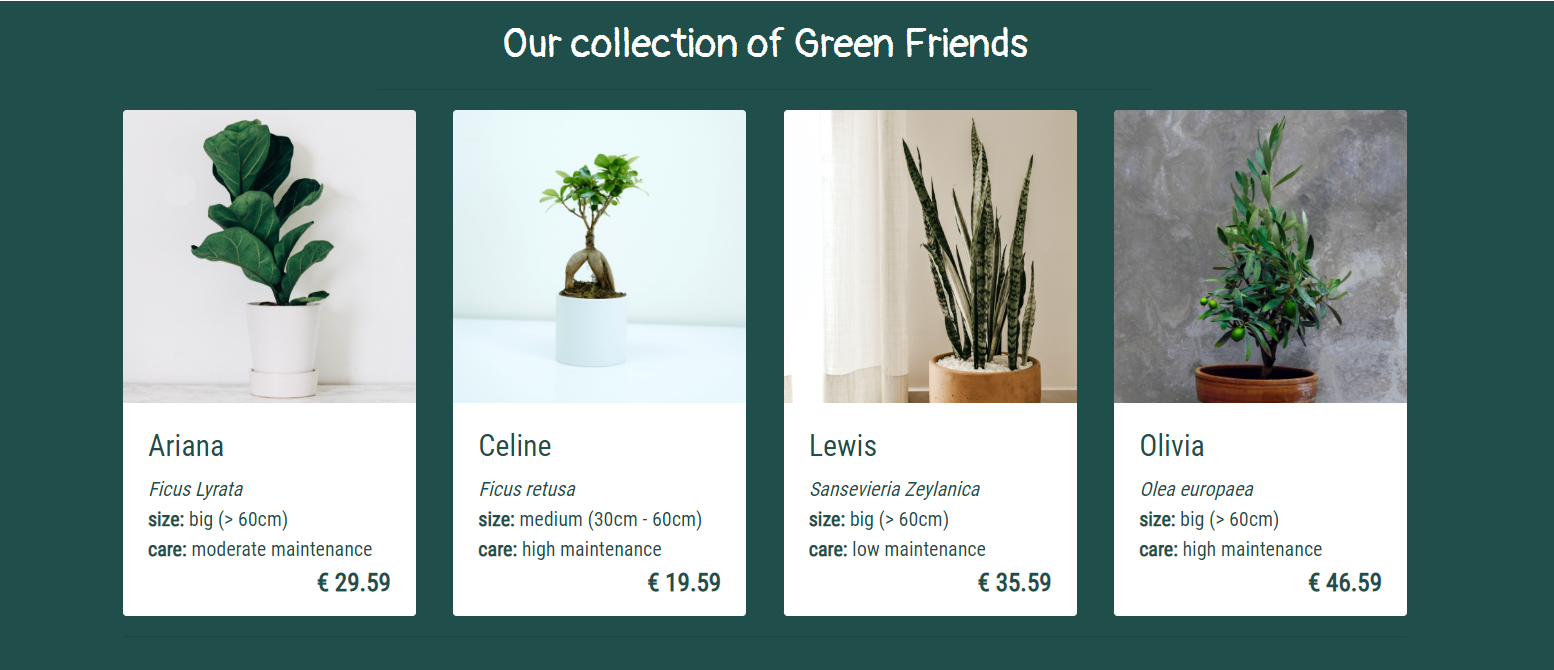 Our collection of Green Friends
Ariana
Ficus Lyrata
size: big (> 60cm)
care: moderate maintenance
€ 29.59
Celine
Ficus retusa
size: medium (30cm - 60cm)
care: high maintenance
€ 19.59
Lewis
Sansevieria Zeylanica
size: big (> 60cm)
care: low maintenance
€ 35.59
Olivia
Olea europaea
size: big (> 60cm)
care: high maintenance
€ 46.59